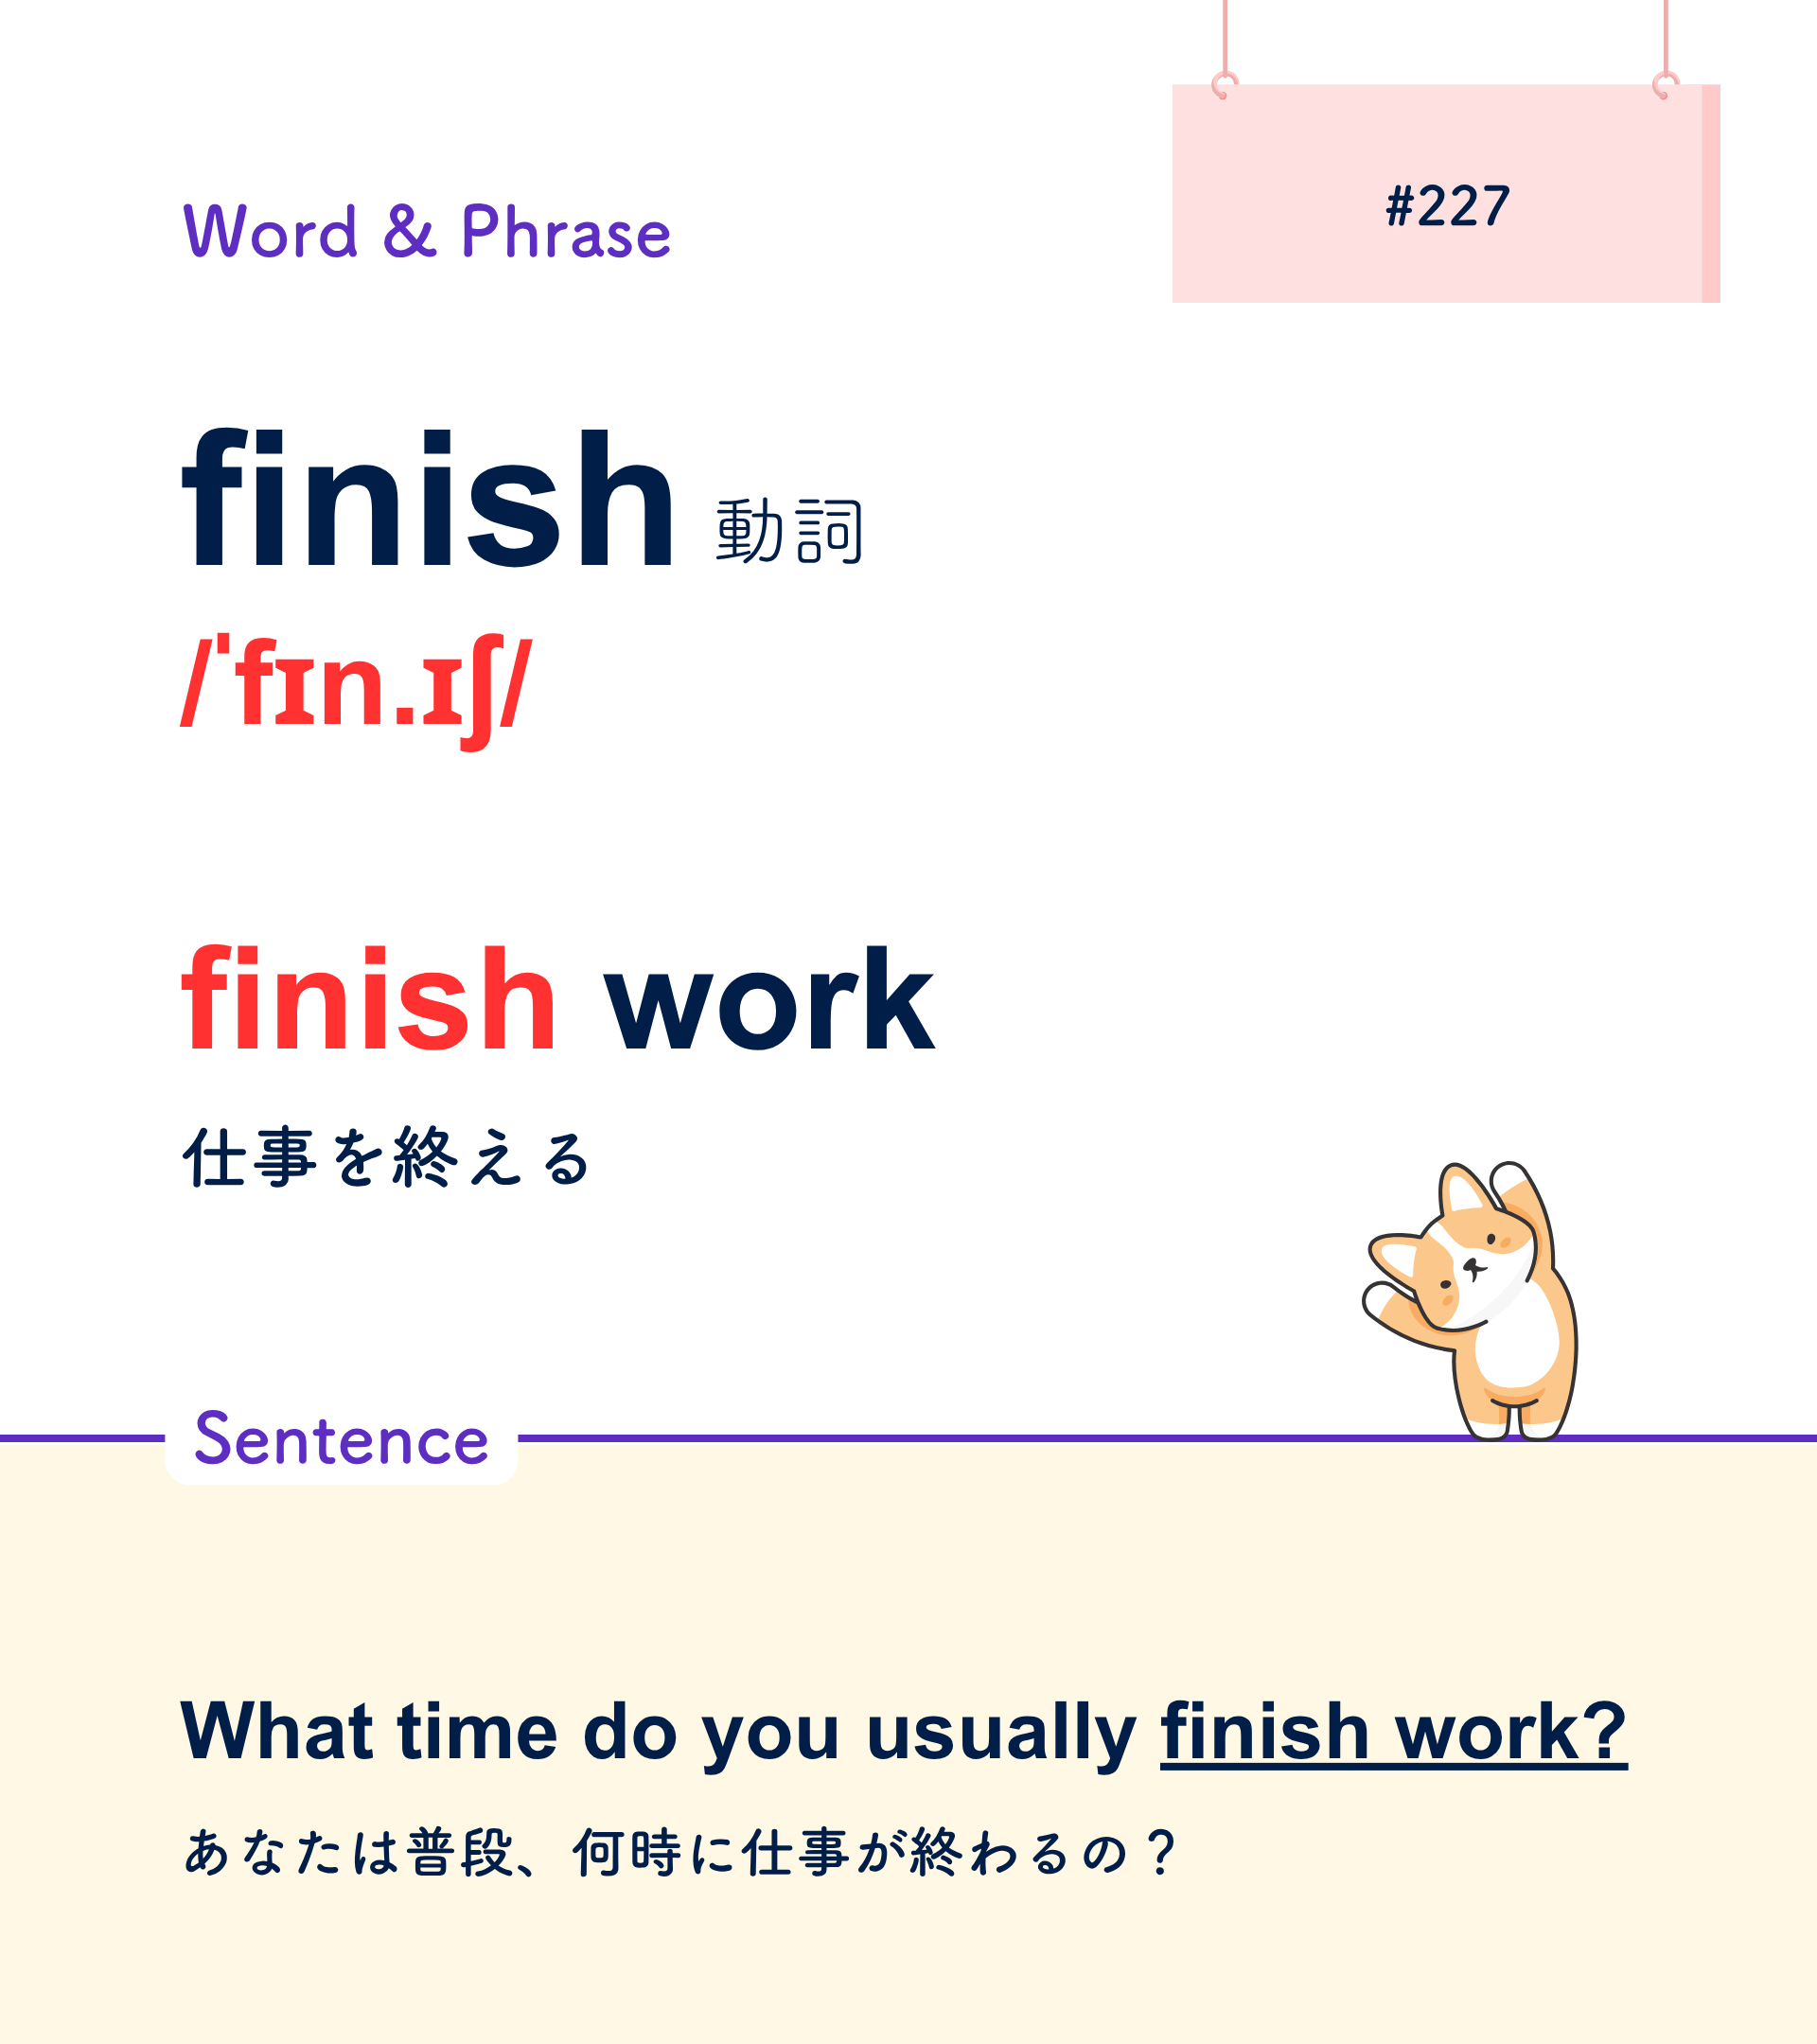 #227
Word & Phrase
finish 動詞
/ˈfɪn.ɪʃ/
finish work
仕事を終える
Sentence
What time do you usually finish work?
あなたは普段、何時に仕事が終わるの？